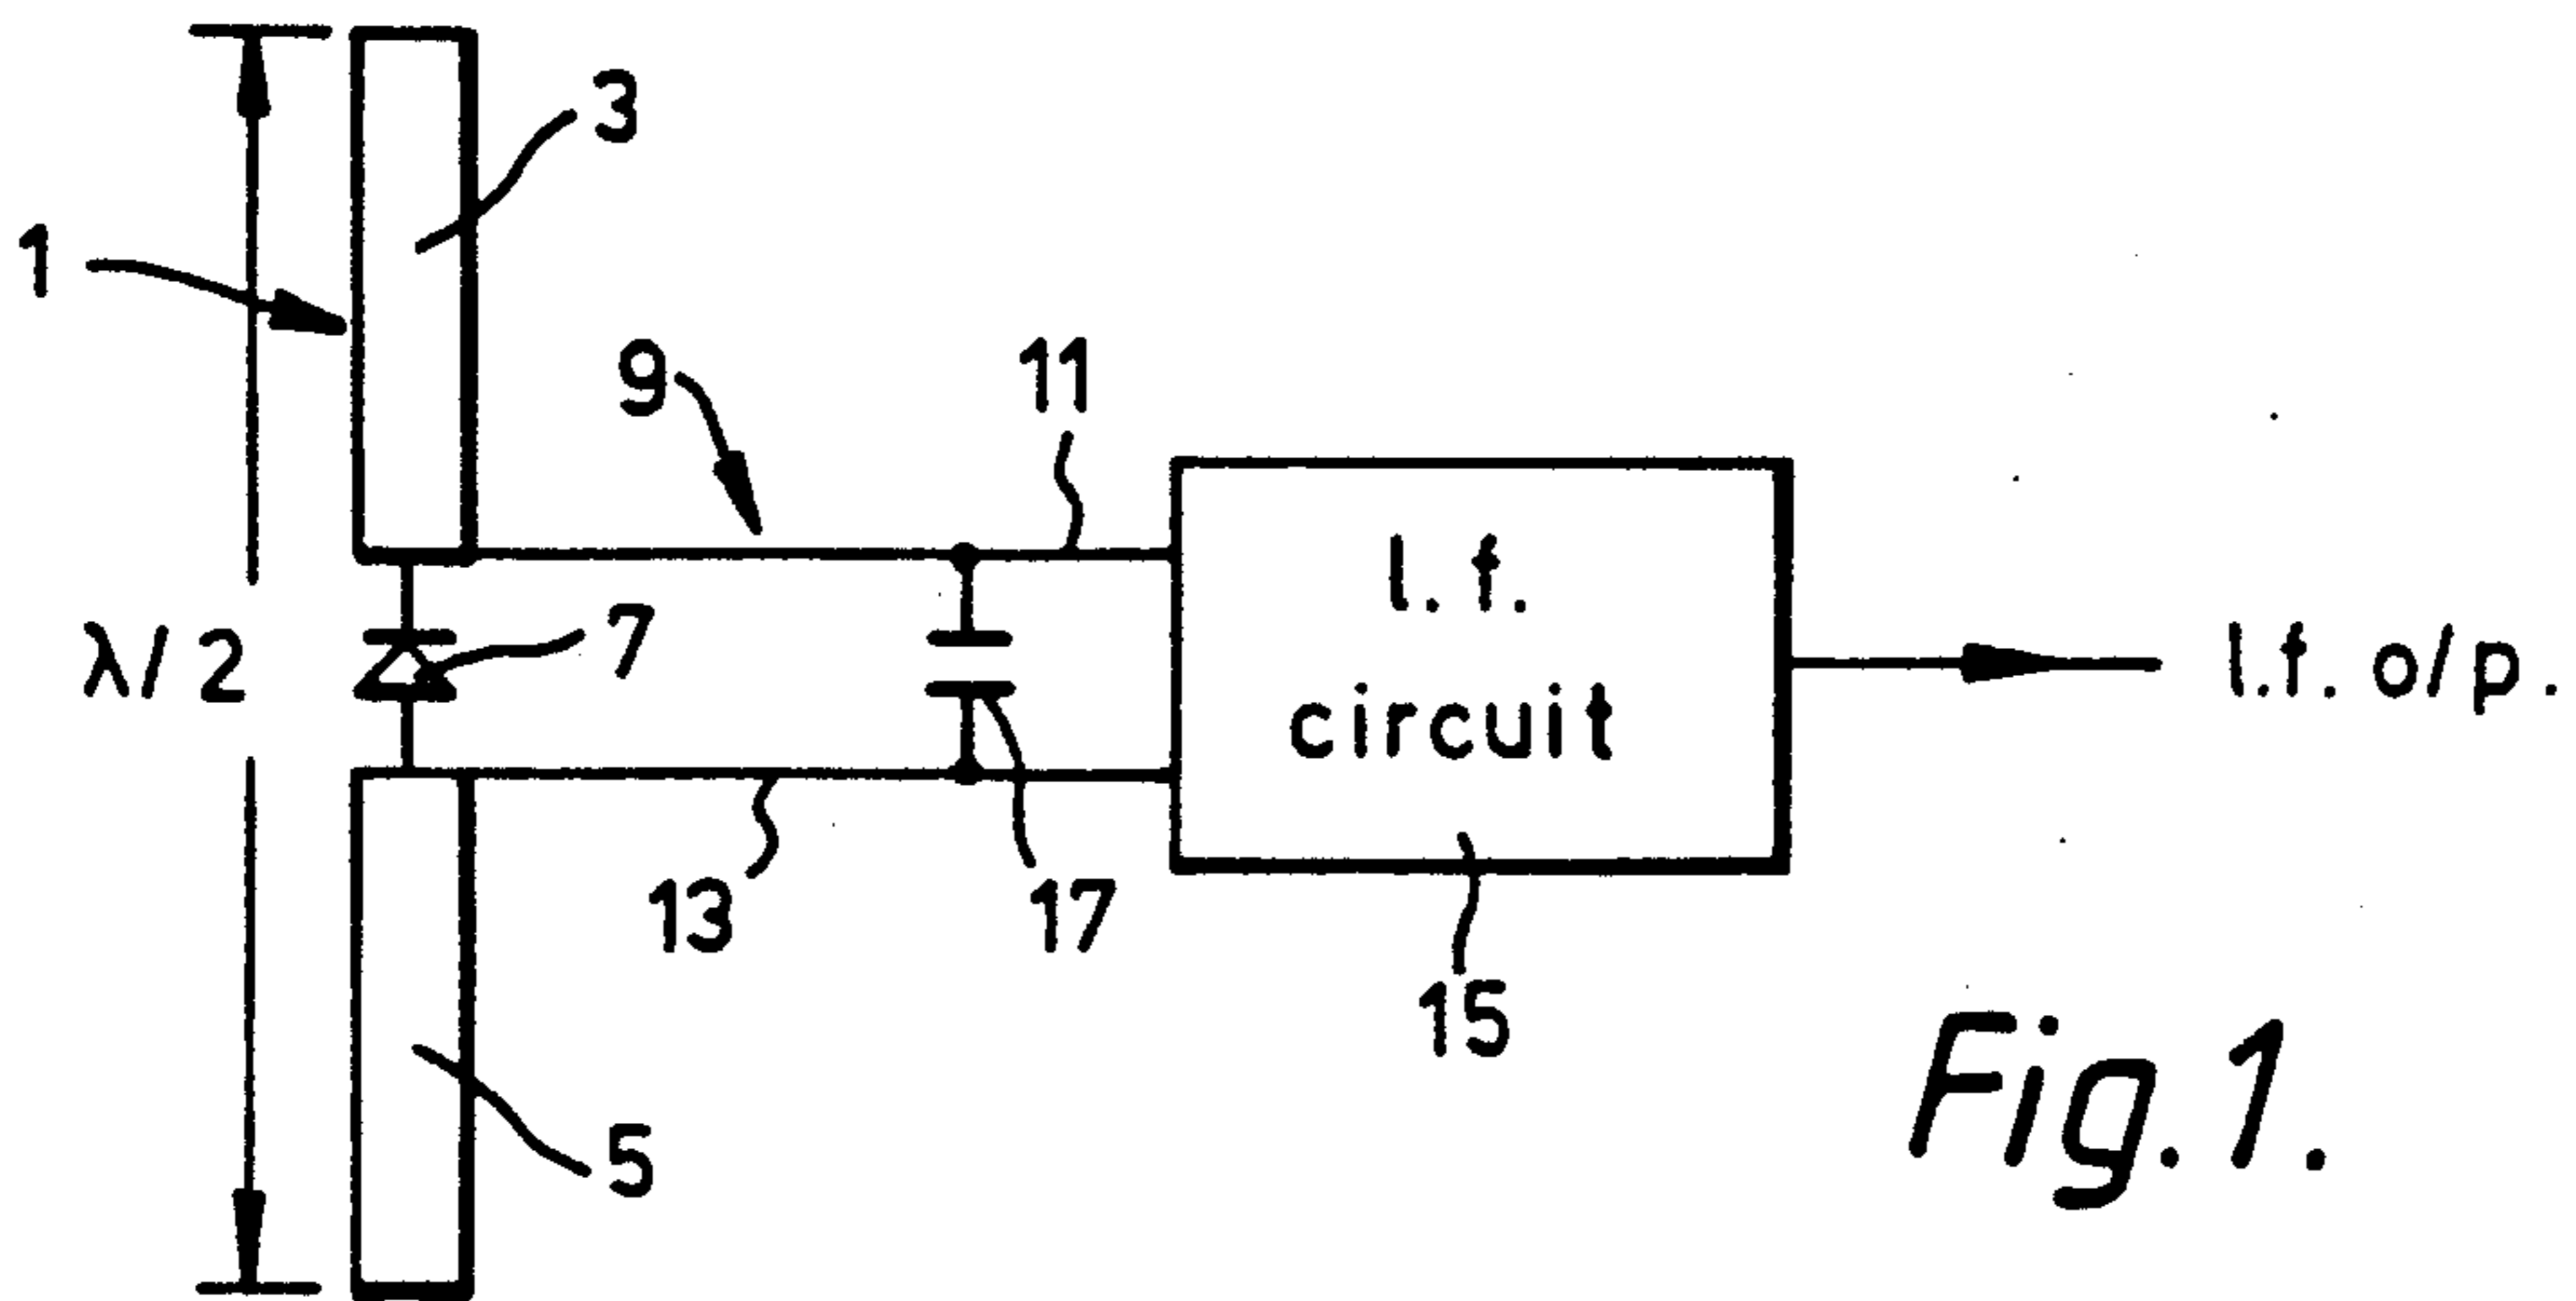 3
1
9
11
λ/2
7
l.f.
circuit
l.f. o/p.
13
17
15
5
Fig.1.